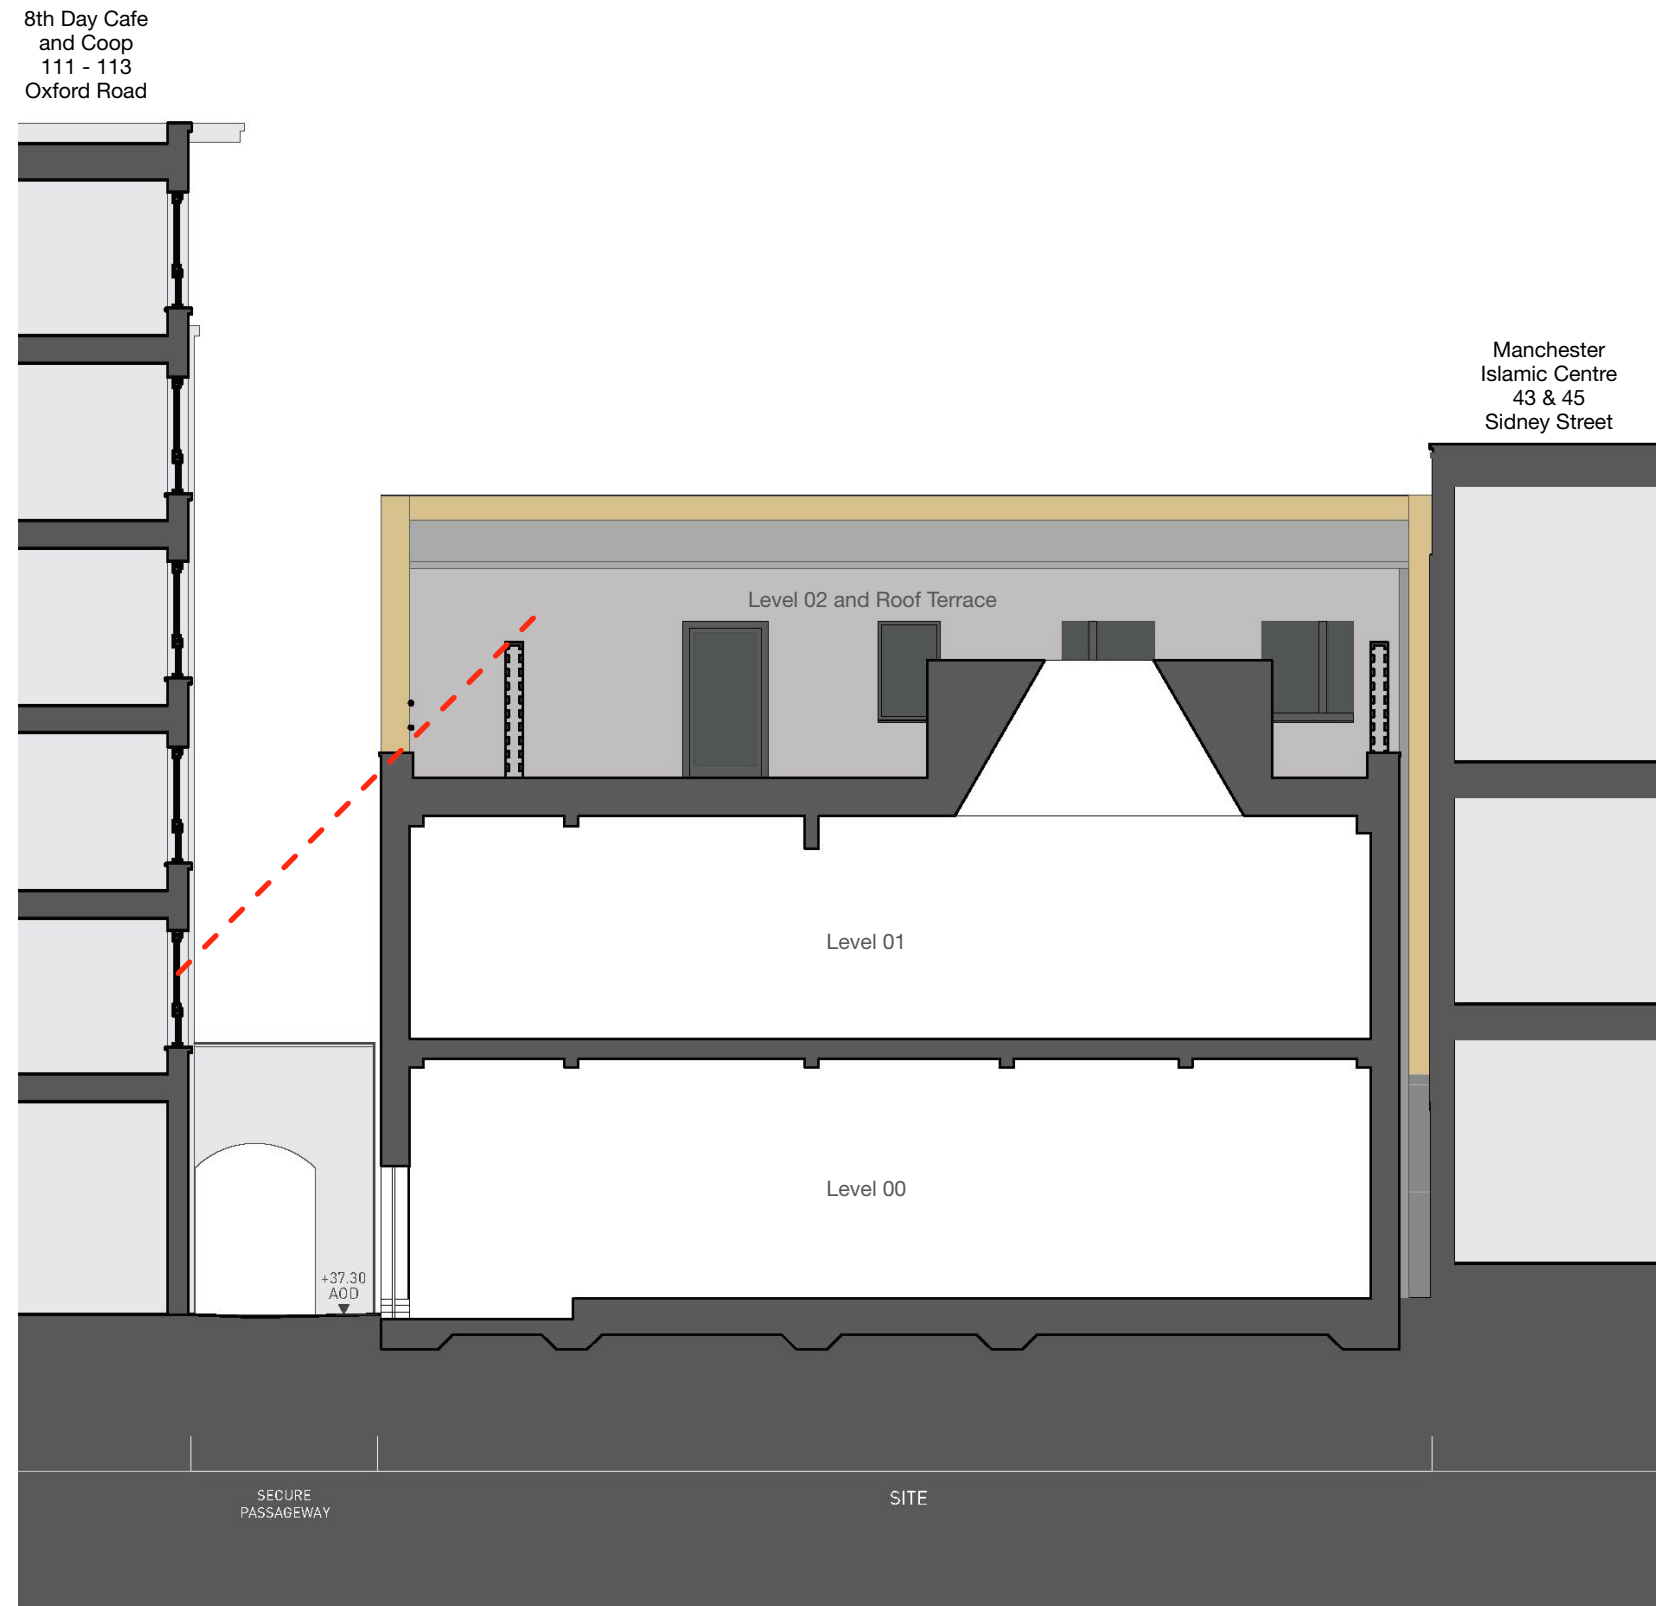 8th Day Cafe
and Coop
111 - 113
Oxford Road
Manchester
Islamic Centre
43 & 45
Sidney Street
Level 02 and Roof Terrace
Level 01
Level 00
+37.30
AOD
SECURE
PASSAGEWAY
SITE